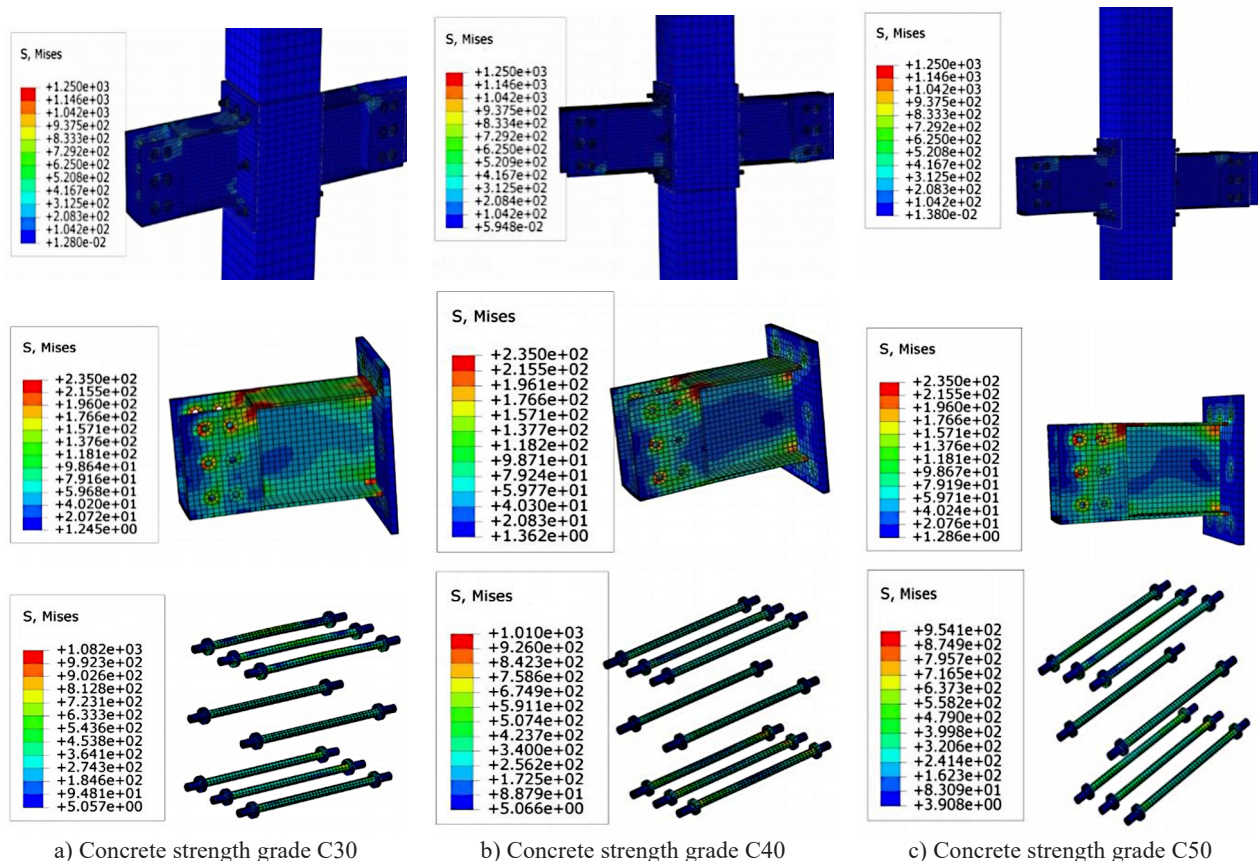 S, Mises
+1.250e+03
+1.146e+03
+1.042e+03
+9.375e+02
+8.333e+02
+7.292e+02
+6.250e+02
+5.208e+02
+4.167e+02
+3.125e+02
+2.083e+02
+1.042e+02
+1.280e-02
S, Mises
+1.250e+03
+1.146e+03
+1.042e+03
+9.375e+02
+8.334e+02
+7.292e+02
+6.250e+02
+5.209e+02
+4.167e+02
+3.125e+02
+2.084e+02
+1.042e+02
+5.948e-02
S, Mises
+1.250e+03
+1.146e+03
+1.042e+03
+9.375e+02
+8.333e+02
+7.292e+02
+6.250e+02
+5.208e+02
+4.167e+02
+3.125e+02
+2.083e+02
+1.042e+02
+1.380e-02
S, Mises
+2.350e+02
+2.155e+02
+1.960e+02
+1.766e+02
+1.571e+02
+1.376e+02
+1.181e+02
+9.864e+01
+7.916e+01
+5.968e+01
+4.020e+01
+2.072e+01
+1.245e+00
S, Mises
+2.350e+02
+2.155e+02
+1.961e+02
+1.766e+02
+1.571e+02
+1.377e+02
+1.182e+02
+9.871e+01
+7.924e+01
+5.977e+01
+4.030e+01
+2.083e+01
+1.362e+00
S, Mises
+2.350e+02
+2.155e+02
+1.960e+02
+1.766e+02
+1.571e+02
+1.376e+02
+1.181e+02
+9.867e+01
+7.919e+01
+5.971e+01
+4.024e+01
+2.076e+01
+1.286e+00
S, Mises
+1.082e+03
+9.923e+02
+9.026e+02
+8.128e+02
+7.231e+02
+6.333e+02
+5.436e+02
+4.538e+02
+3.641e+02
+2.743e+02
+1.846e+02
+9.481e+01
+5.057e+00
S, Mises
+1.010e+03
+9.260e+02
+8.423e+02
+7.586e+02
+6.749e+02
+5.911e+02
+5.074e+02
+4.237e+02
+3.400e+02
+2.562e+02
+1.725e+02
+8.879e+01
+5.066e+00
S, Mises
+9.541e+02
+8.749e+02
+7.957e+02
+7.165e+02
+6.373e+02
+5.582e+02
+4.790e+02
+3.998e+02
+3.206e+02
+2.414e+02
+1.623e+02
+8.309e+01
+3.908e+00
a) Concrete strength grade C30
b) Concrete strength grade C40
c) Concrete strength grade C50